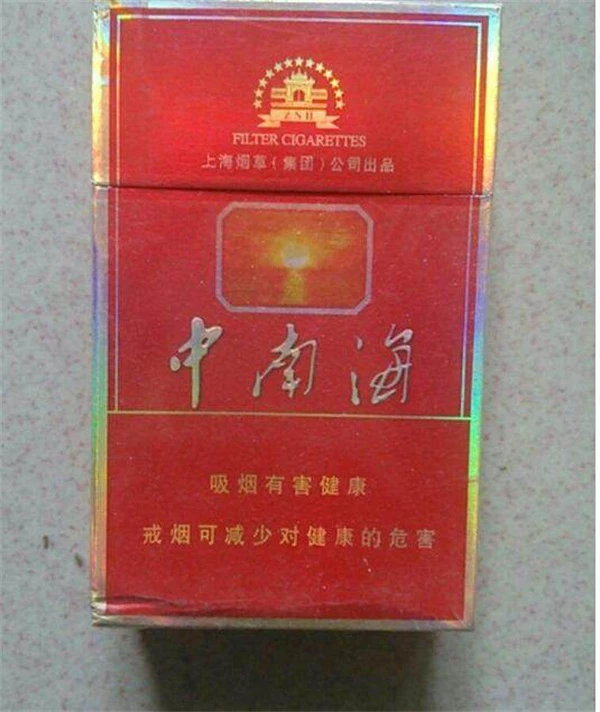 ZNH
FILTER CIGARETTES
上海烟草(集团)公司出品
中南海
吸烟有害健康
戒烟可减少对健康的危害